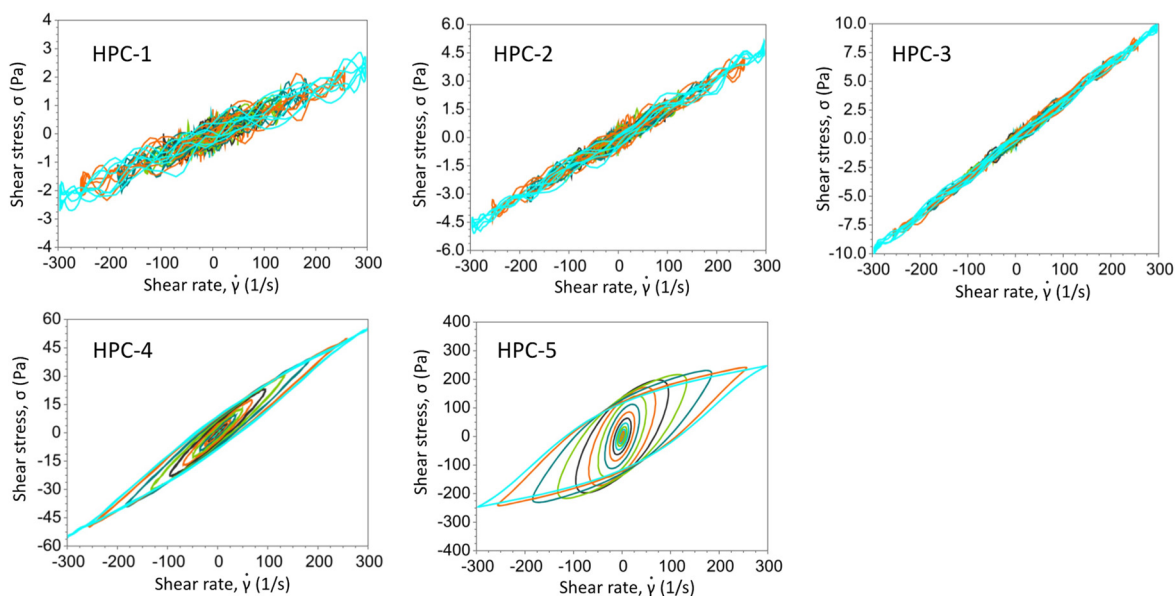 HPC-1
Shear stress, σ (Pa)
4
3
2
1
0
-1
-2
-3
-4
-300 -200 -100 0 100 200 300
Shear rate, γ̇ (1/s)
HPC-2
Shear stress, σ (Pa)
6.0
4.5
3.0
1.5
0.0
-1.5
-3.0
-4.5
-6.0
-300 -200 -100 0 100 200 300
Shear rate, γ̇ (1/s)
HPC-3
Shear stress, σ (Pa)
10.0
7.5
5.0
2.5
0.0
-2.5
-5.0
-7.5
-10.0
-300 -200 -100 0 100 200 300
Shear rate, γ̇ (1/s)
HPC-4
Shear stress, σ (Pa)
60
45
30
15
0
-15
-30
-45
-60
-300 -200 -100 0 100 200 300
Shear rate, γ̇ (1/s)
HPC-5
Shear stress, σ (Pa)
400
300
200
100
0
-100
-200
-300
-400
-300 -200 -100 0 100 200 300
Shear rate, γ̇ (1/s)